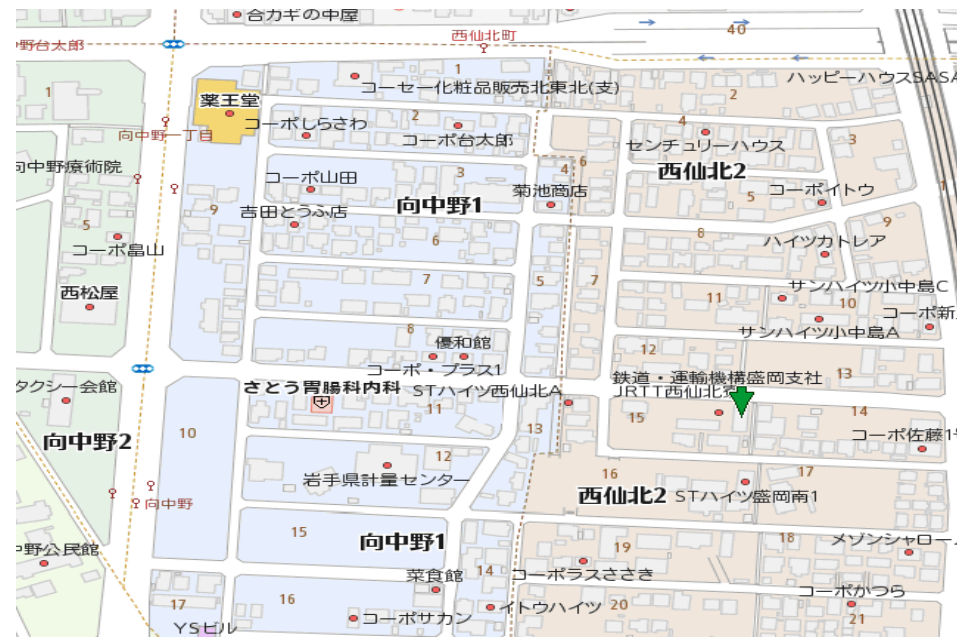 合カギの中屋
西仙北町
40
野台太郎
1
ハッピーハウスSASA
コーセー化粧品販売北東北(支)
2
1
薬王堂
コーポしらさわ
2
コーポ台太郎
4
センチュリーハウス
3
向中野一丁目
向中野療術院
6
4
西仙北2
コーポ山田
3
菊池商店
コーポイトウ
5
向中野1
9
吉田とうふ店
5
コーポ畠山
6
8
ハイツカトレア
9
7
5
7
サンハイツ小中島C
11
10
西松屋
コーポ新
サンハイツ小中島A
8
優和館
コーポ・プラス1
12
13
鉄道・運輸機構盛岡支社
タクシー会館
さとう胃腸科内科
STハイツ西仙北A
JRTT西仙北寮
11
15
14
10
13
コーポ佐藤1
向中野2
12
岩手県計量センター
16
17
西仙北2
STハイツ盛岡南1
向中野
15
向中野1
18
メゾンシャロー
野公民館
19
菜食館
14
コーポラスささき
コーポかつら
17
16
イトウハイツ
20
コーポサカン
21
YSビル